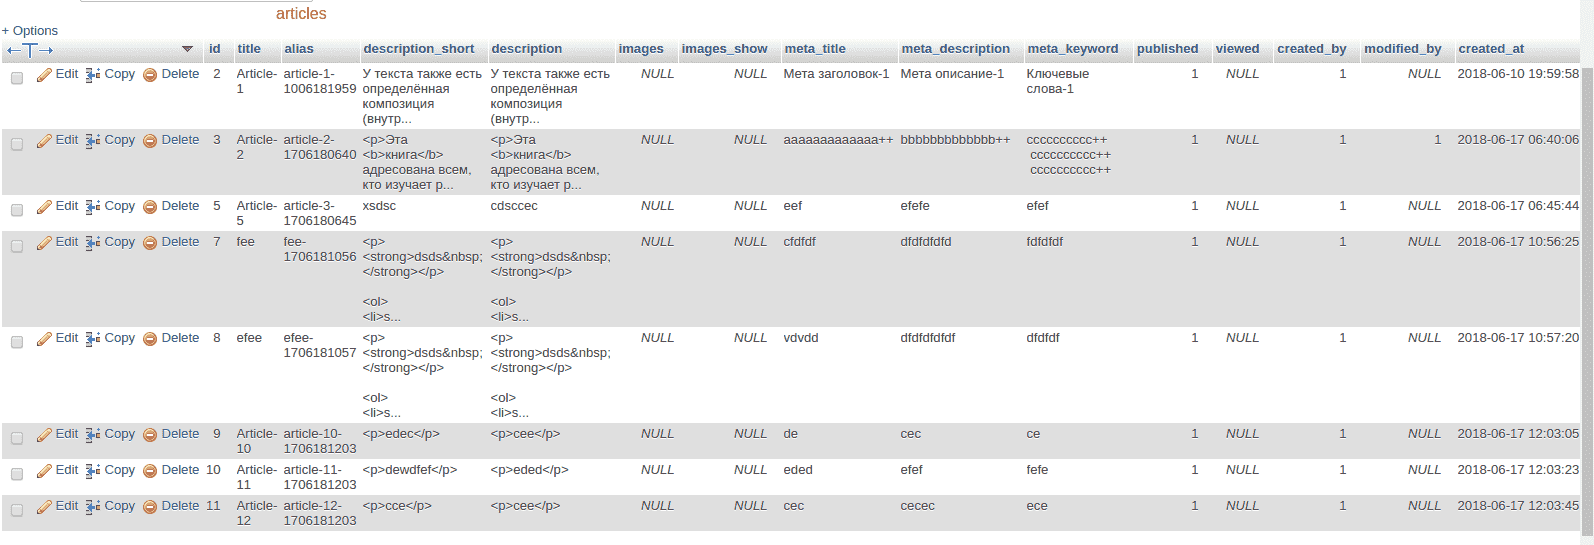 articles
+ Options
id title alias description_short description images images_show meta_title meta_description meta_keyword published viewed created_by modified_by created_at
Edit Copy Delete 2 Article- article-1- У текста также есть У текста также есть NULL NULL Мета заголовок-1 Мета описание-1 Ключевые 1 NULL 1 NULL 2018-06-10 19:59:58
1 1006181959 определённая определённая слова-1
композиция композиция
(внутр... (внутр...
Edit Copy Delete 3 Article- article-2- <p>Эта <p>Эта NULL NULL aaaaaaaaaaaaa++ bbbbbbbbbbbbb++ cccccccccc++ 1 NULL 1 1 2018-06-17 06:40:06
2 1706180640 <b>книга</b> <b>книга</b> cccccccccc++
адресована всем, адресована всем, cccccccccc++
кто изучает р... кто изучает р...
Edit Copy Delete 5 Article- article-3- xsdsc cdsccec NULL NULL eef efefe efef 1 NULL 1 NULL 2018-06-17 06:45:44
5 1706180645
Edit Copy Delete 7 fee fee- <p> <p> NULL NULL cfdfdf dfdfdfdfd fdfdfdf 1 NULL 1 NULL 2018-06-17 10:56:25
1706181056 <strong>dsds&nbsp; <strong>dsds&nbsp;
</strong></p> </strong></p>
<ol> <ol>
<li>s... <li>s...
Edit Copy Delete 8 efee efee- <p> <p> NULL NULL vdvdd dfdfdfdfdf dfdfdf 1 NULL 1 NULL 2018-06-17 10:57:20
1706181057 <strong>dsds&nbsp; <strong>dsds&nbsp;
</strong></p> </strong></p>
<ol> <ol>
<li>s... <li>s...
Edit Copy Delete 9 Article- article-10- <p>edec</p> <p>cee</p> NULL NULL de cec ce 1 NULL 1 NULL 2018-06-17 12:03:05
10 1706181203
Edit Copy Delete 10 Article- article-11- <p>dewdfef</p> <p>eded</p> NULL NULL eded efef fefe 1 NULL 1 NULL 2018-06-17 12:03:23
11 1706181203
Edit Copy Delete 11 Article- article-12- <p>cce</p> <p>cee</p> NULL NULL cec cecec ece 1 NULL 1 NULL 2018-06-17 12:03:45
12 1706181203